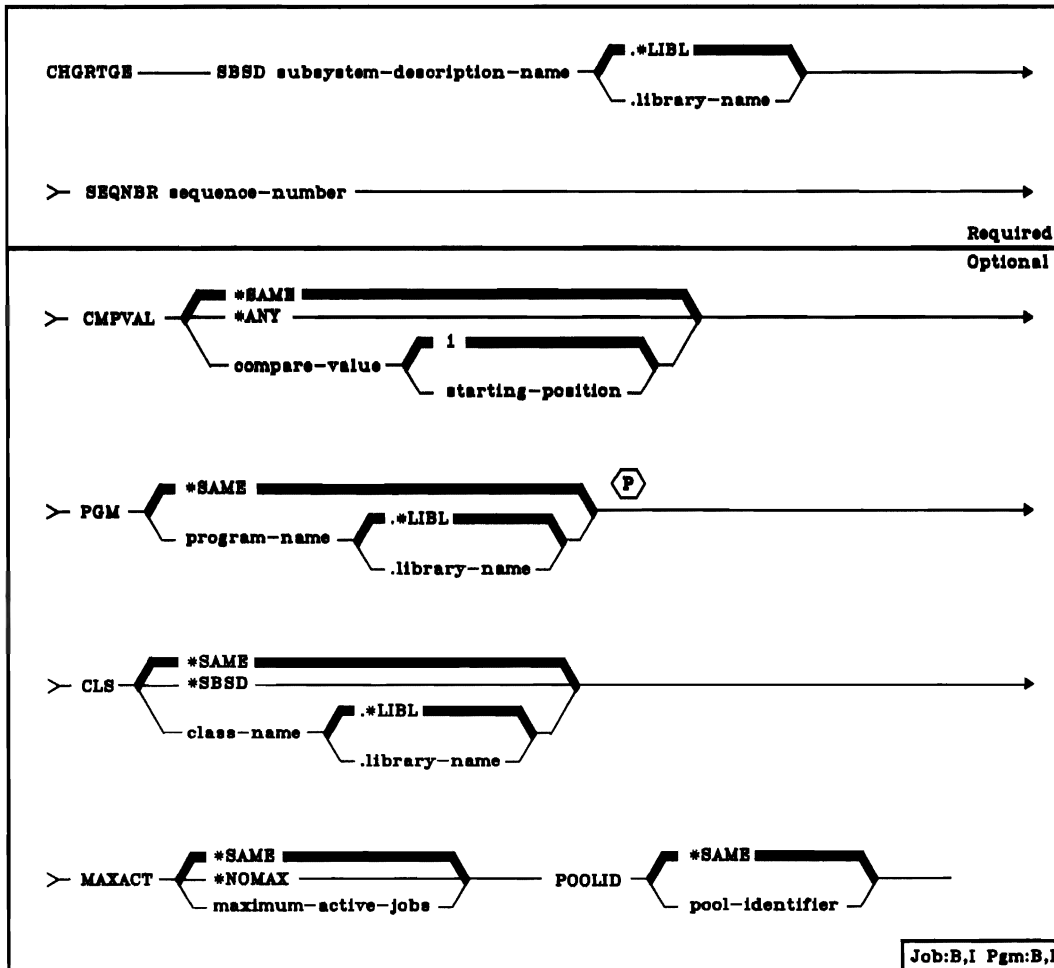 .*LIBL
CHGRTGE SBSD subsystem-description-name
.library-name
SEQNBR sequence-number
Required
Optional
*SAME
CMPVAL *ANY
1
compare-value
starting-position
*SAME
P
PGM
.*LIBL
program-name
.library-name
*SAME
CLS *SBSD
.*LIBL
class-name
.library-name
*SAME *SAME
MAXACT *NOMAX POOLID
maximum-active-jobs pool-identifier
Job:B,I Pgm:B,